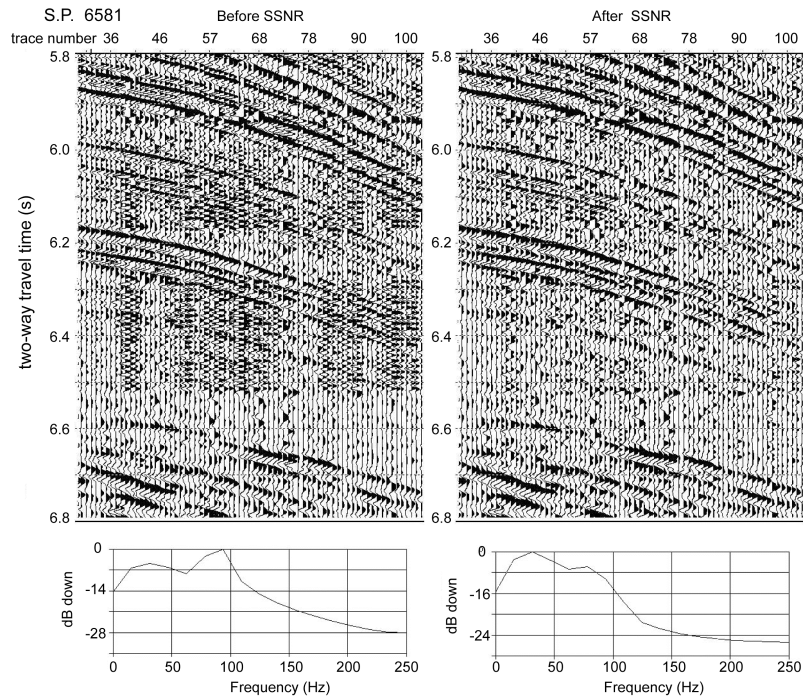 S.P. 6581 Before SSNR After SSNR
trace number 36 46 57 68 78 90 100 36 46 57 68 78 90 100
5.8 5.8
6.0 6.0
6.2 6.2
two-way travel time (s)
6.4 6.4
6.6 6.6
6.8 6.8
0 0
-14 -16
dB down dB down
-28 -24
0 50 100 150 200 250 0 50 100 150 200 250
Frequency (Hz) Frequency (Hz)